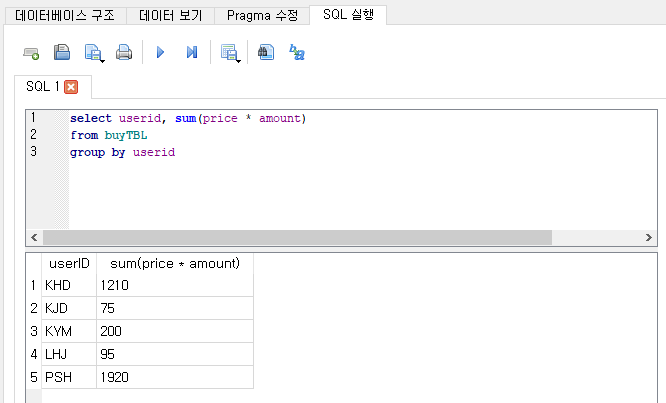 데이터베이스 구조 데이터 보기 Pragma 수정 SQL 실행
SQL 1
1 select userid, sum(price * amount)
2 from buyTBL
3 group by userid
userID sum(price * amount)
1 KHD 1210
2 KJD 75
3 KYM 200
4 LHJ 95
5 PSH 1920